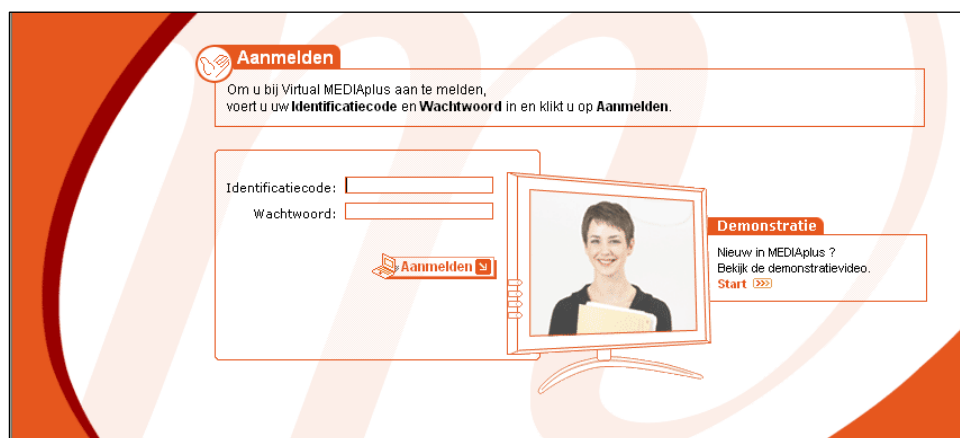 Aanmelden
Om u bij Virtual MEDIAplus aan te melden,
voert u uw Identificatiecode en Wachtwoord in en klikt u op Aanmelden.
Identificatiecode:
Wachtwoord:
Aanmelden
Demonstratie
Nieuw in MEDIAplus ?
Bekijk de demonstratievideo.
Start >>>